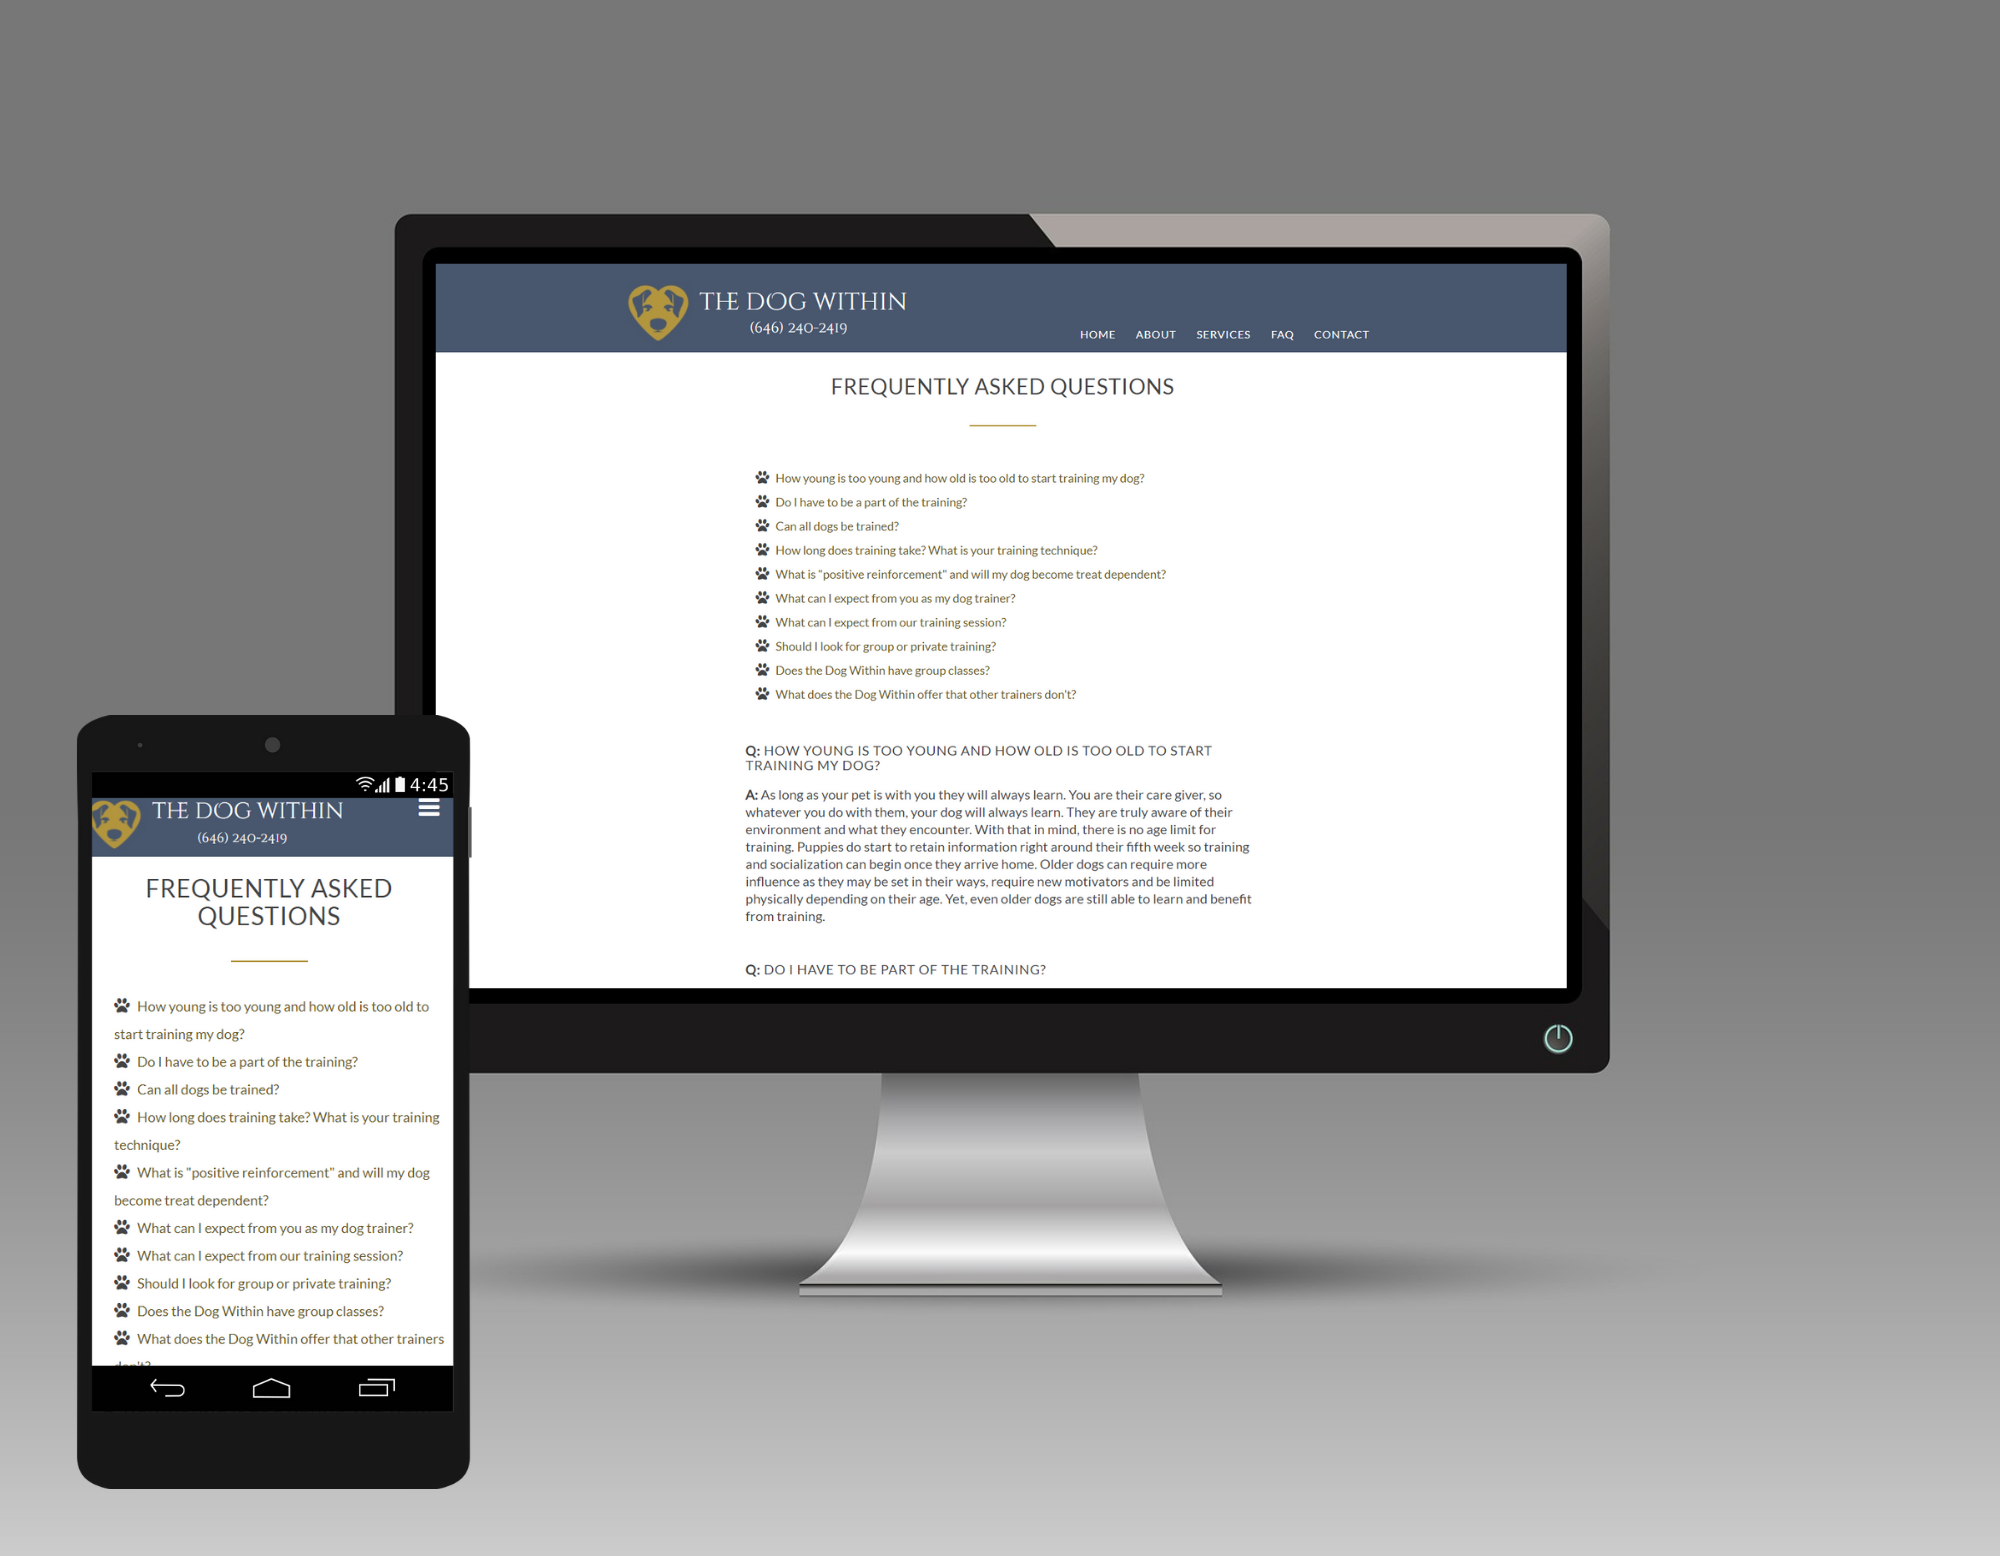 THE DOG WITHIN
(646) 240-2419
HOME ABOUT SERVICES FAQ CONTACT
FREQUENTLY ASKED QUESTIONS
How young is too young and how old is too old to start training my dog?
Do I have to be a part of the training?
Can all dogs be trained?
How long does training take? What is your training technique?
What is "positive reinforcement" and will my dog become treat dependent?
What can I expect from you as my dog trainer?
What can I expect from our training session?
Should I look for group or private training?
Does the Dog Within have group classes?
What does the Dog Within offer that other trainers don't?
Q: HOW YOUNG IS TOO YOUNG AND HOW OLD IS TOO OLD TO START
TRAINING MY DOG?
A: As long as your pet is with you they will always learn. You are their care giver, so
whatever you do with them, your dog will always learn. They are truly aware of their
environment and what they encounter. With that in mind, there is no age limit for
training. Puppies do start to retain information right around their fifth week so training
and socialization can begin once they arrive home. Older dogs can require more
influence as they may be set in their ways, require new motivators and be limited
physically depending on their age. Yet, even older dogs are still able to learn and benefit
from training.
Q: DO I HAVE TO BE PART OF THE TRAINING?
4:45
THE DOG WITHIN
(646) 240-2419
FREQUENTLY ASKED
QUESTIONS
How young is too young and how old is too old to
start training my dog?
Do I have to be a part of the training?
Can all dogs be trained?
How long does training take? What is your training
technique?
What is "positive reinforcement" and will my dog
become treat dependent?
What can I expect from you as my dog trainer?
What can I expect from our training session?
Should I look for group or private training?
Does the Dog Within have group classes?
What does the Dog Within offer that other trainers
don't?